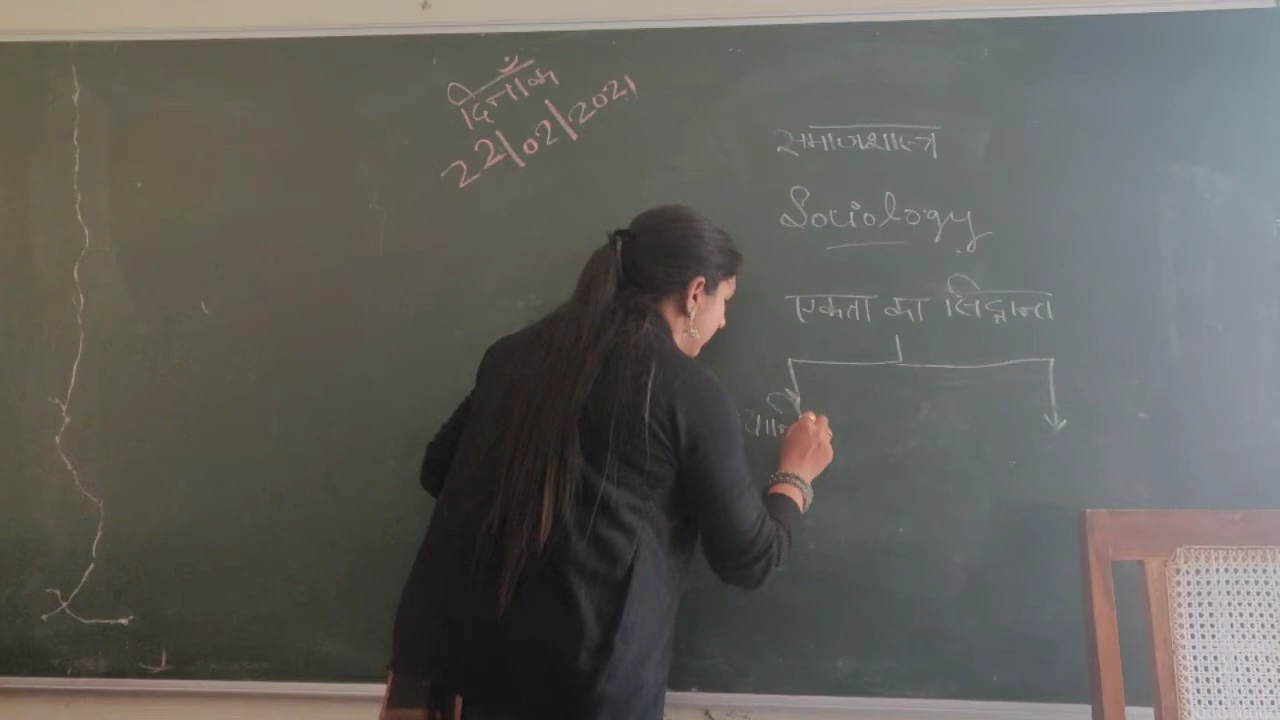 दिनाँक
22/02/2021
समाजशास्त्र
Sociology
एकता का सिद्धान्त